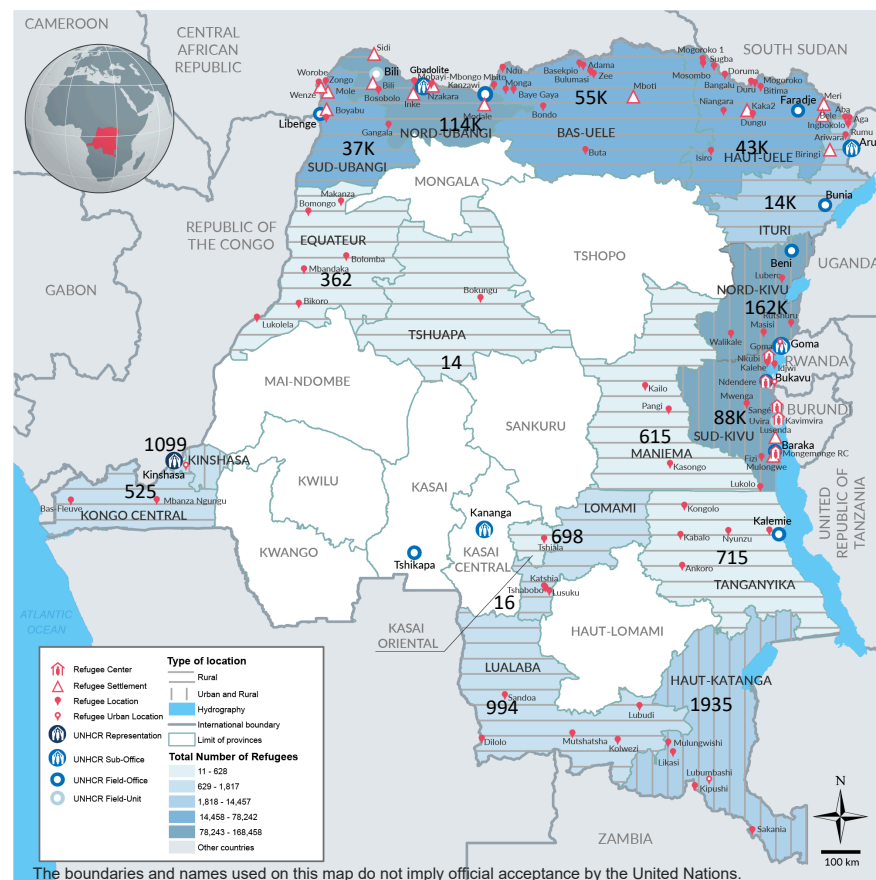 CAMEROON
CENTRAL
AFRICAN
REPUBLIC
SOUTH SUDAN
REPUBLIC OF
THE CONGO
GABON
UGANDA
RWANDA
BURUNDI
UNITED
REPUBLIC OF
TANZANIA
ZAMBIA
ATLANTIC
OCEAN
Sidi
Worobe
Zongo
Wenze
Mole
Boyabu
Libenge
Bili
Bili
Bosobolo
Gbadolite
Mobayi-Mbongo
Inke
Nzakara
Kanzawi
Mbito
Ndu
Monga
Baye Gaya
Modale
Gangala
114K
NORD-UBANGI
37K
SUD-UBANGI
Basekpio
Adama
Bulumasi
Zee
55K
Mboti
Bondo
BAS-UELE
Buta
Mogoroko 1
Sugba
Mosombo
Doruma
Bangalu
Mogoroko
Duru
Bitima
Niangara
Kaka2
Dungu
Faradje
Meri
Aba
Bele
Aga
Ingbokolo
Rumu
Ariwara
Aru
Biringi
Isiro
43K
HAUT-UELE
14K
Bunia
ITURI
MONGALA
Makanza
Bomongo
EQUATEUR
Bolomba
Mbandaka
362
Bikoro
Lukolela
Bokungu
TSHUAPA
14
TSHOPO
Beni
Lubero
NORD-KIVU
162K
Rutshuru
Masisi
Walikale
Goma
Goma
Nkubi
Kalehe
Idjwi
Ndendere
Bukavu
Mwenga
Sange
Kavimvira
Uvira
88K
SUD-KIVU
Lusenda
Baraka
Mongemonge RC
Fizi
Mulongwe
Lukolo
MAI-NDOMBE
SANKURU
Kailo
Pangi
615
MANIEMA
Kasongo
1099
Kinshasa
KINSHASA
525
Bas-Fleuve
Mbanza Ngungu
KONGO CENTRAL
KWILU
KASAI
KWANGO
Tshikapa
Kananga
KASAI
CENTRAL
LOMAMI
698
Tshiala
Katshia
Tshabobo
Lusuku
16
KASAI
ORIENTAL
Kongolo
Kalemie
Kabalo
Nyunzu
715
Ankoro
TANGANYIKA
HAUT-LOMAMI
LUALABA
Sandoa
994
Lubudi
Dilolo
Mutshatsha
Kolwezi
HAUT-KATANGA
1935
Mulungwishi
Likasi
Lubumbashi
Kipushi
Sakania
Refugee Center
Refugee Settlement
Refugee Location
Refugee Urban Location
UNHCR Representation
UNHCR Sub-Office
UNHCR Field-Office
UNHCR Field-Unit
Type of location
Rural
Urban and Rural
Hydrography
International boundary
Limit of provinces
Total Number of Refugees
11 - 628
629 - 1,817
1,818 - 14,457
14,458 - 78,242
78,243 - 168,458
Other countries
N
100 km
The boundaries and names used on this map do not imply official acceptance by the United Nations.